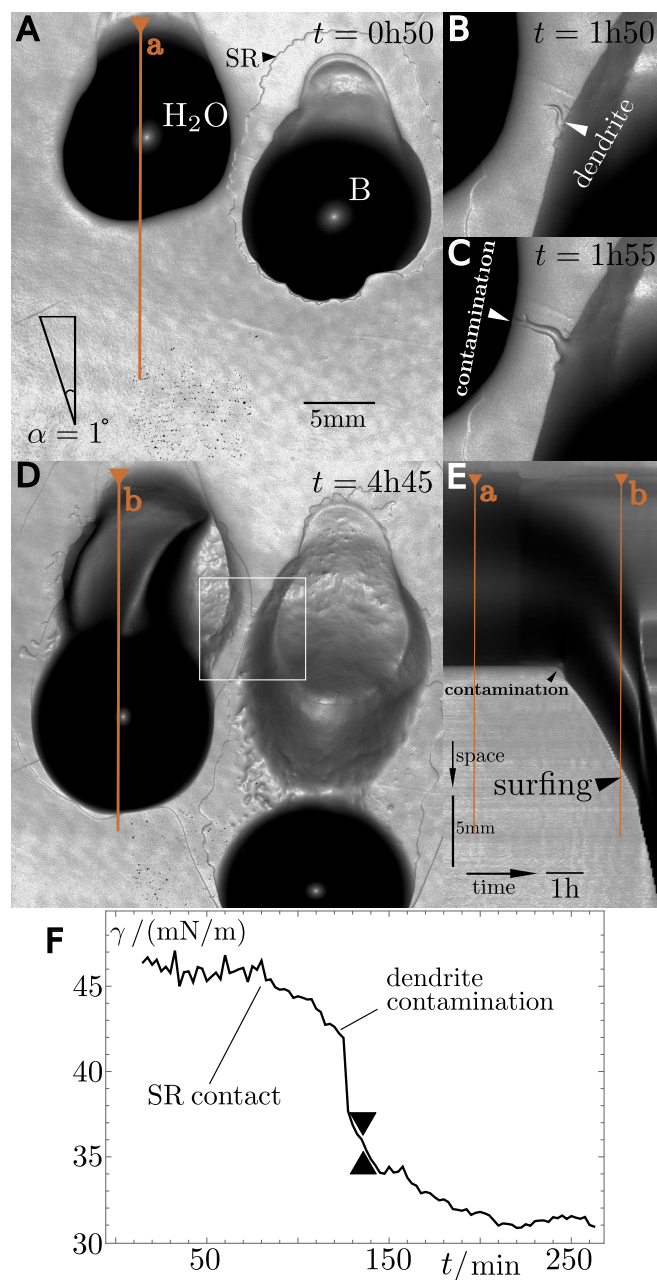 A
a
t = 0h50
SR
H₂O
B
α = 1°
5mm
B
t = 1h50
dendrite
C
t = 1h55
contamination
D
b
t = 4h45
E
a
b
contamination
space
surfing
5mm
time
1h
F
γ/(mN/m)
45
40
35
30
dendrite
contamination
SR contact
50
150
250
t/min